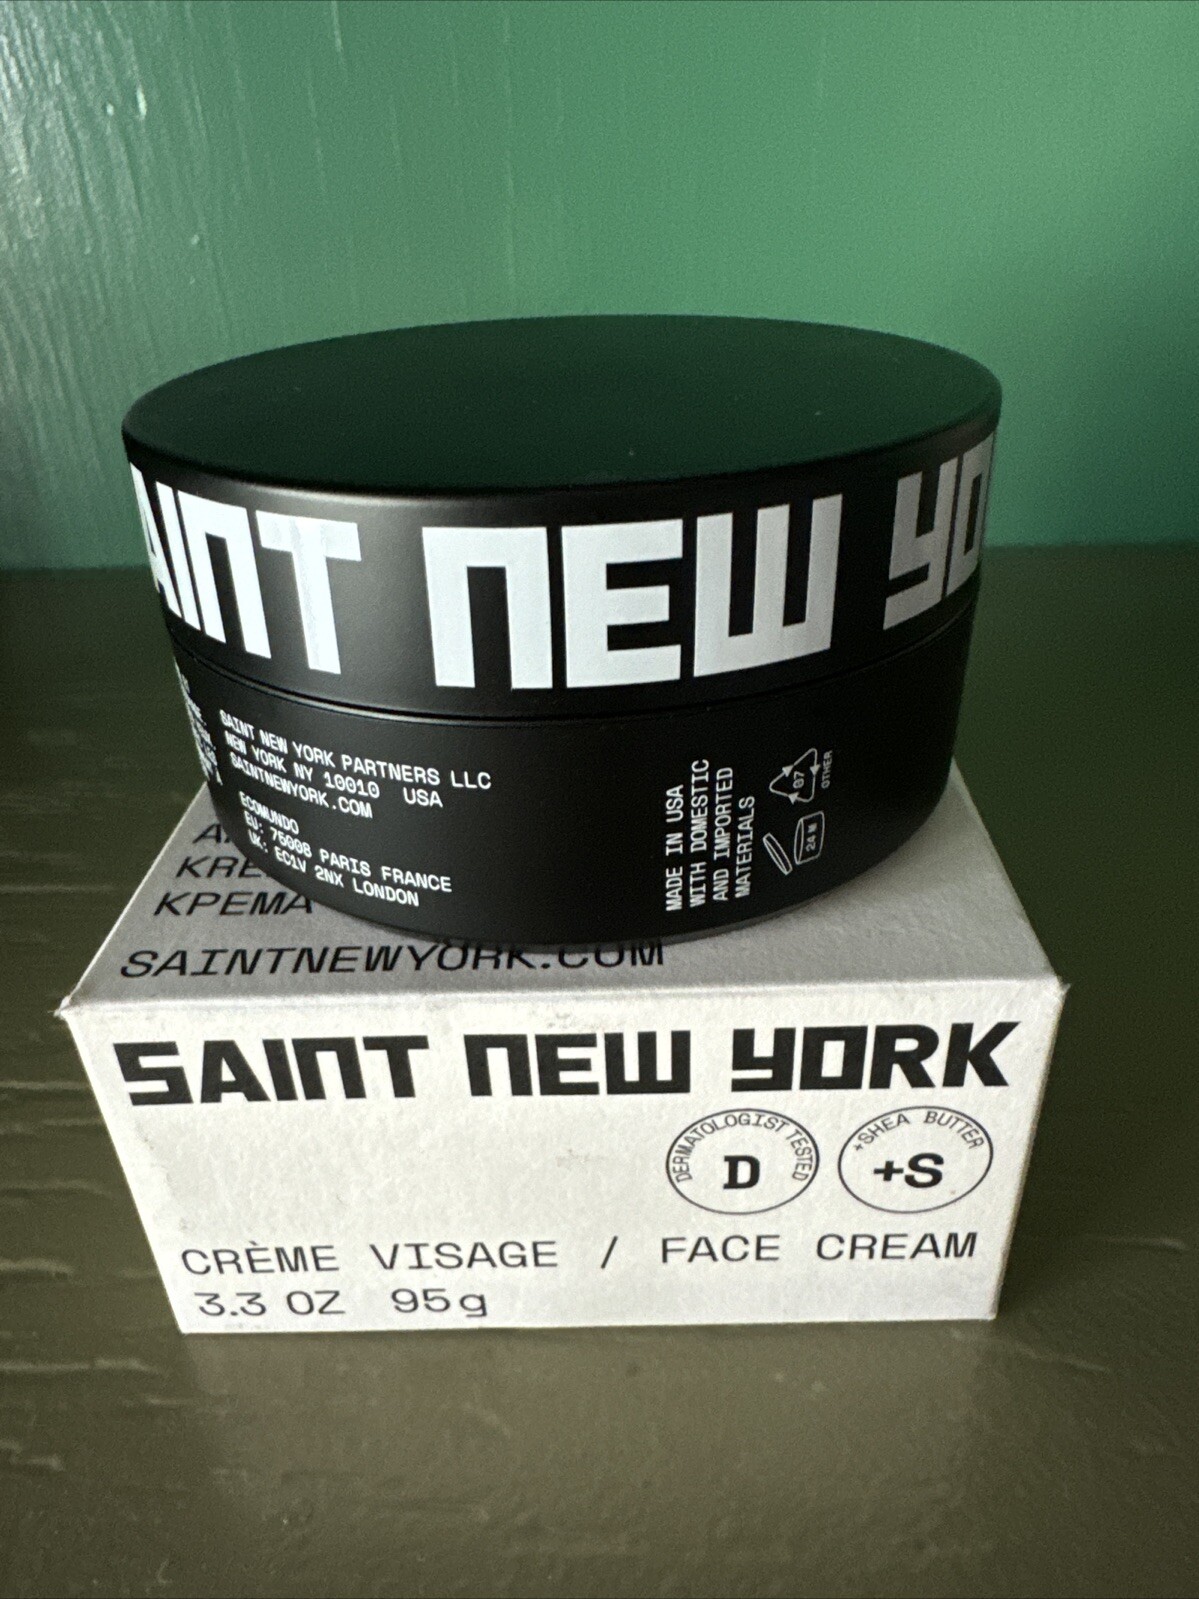 SAINT NEW YO
SAINT NEW YORK PARTNERS LLC
NEW YORK NY 10010 USA
SAINTNEWYORK.COM
ECOMUNDO
EU: 75008 PARIS FRANCE
UK: EC1V 2NX LONDON
MADE IN USA
WITH DOMESTIC
AND IMPORTED
MATERIALS
24 M
07
OTHER
КРЕМА
SAINTNEWYORK.COM
SAINT NEW YORK
DERMATOLOGIST TESTED
D
+SHEA BUTTER
+S
CRÈME VISAGE / FACE CREAM
3.3 OZ 95g